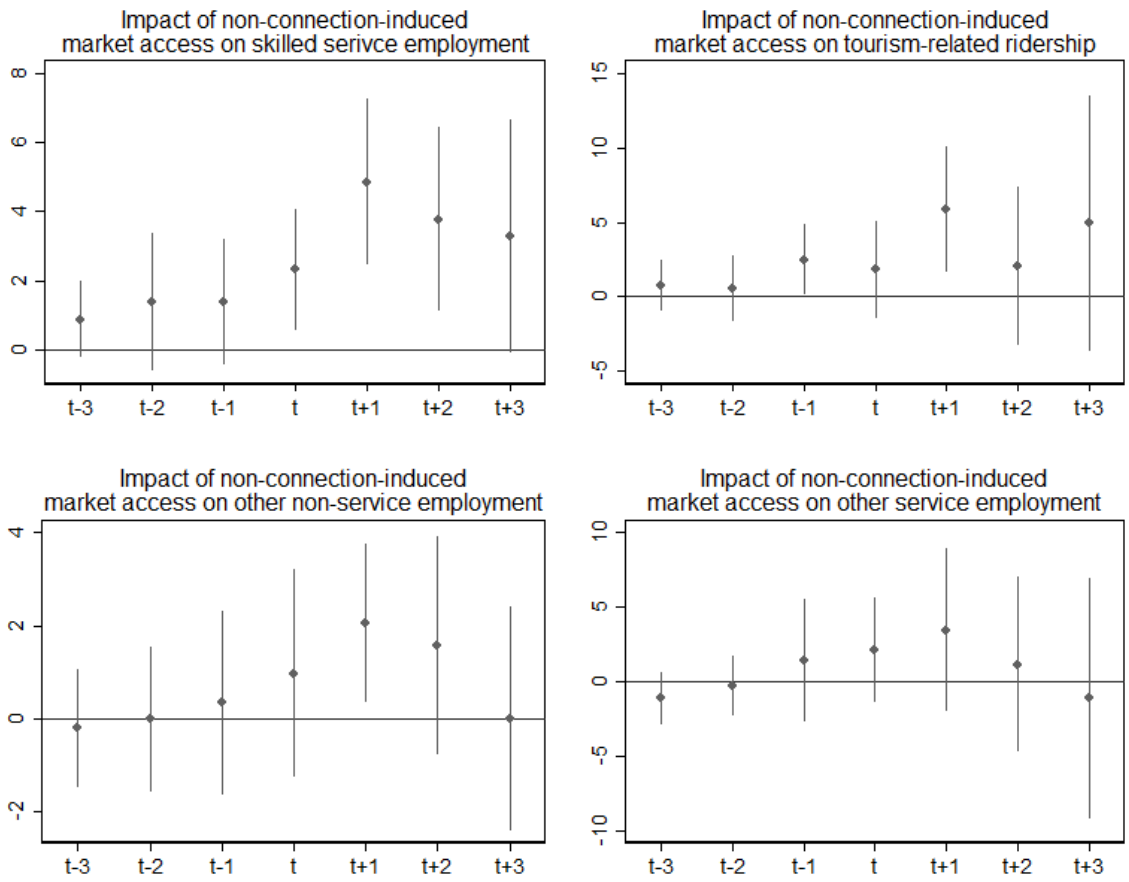 Impact of non-connection-induced
market access on skilled serivce employment
8
6
4
2
0
t-3 t-2 t-1 t t+1 t+2 t+3
Impact of non-connection-induced
market access on tourism-related ridership
15
10
5
0
-5
t-3 t-2 t-1 t t+1 t+2 t+3
Impact of non-connection-induced
market access on other non-service employment
4
2
0
-2
t-3 t-2 t-1 t t+1 t+2 t+3
Impact of non-connection-induced
market access on other service employment
10
5
0
-5
-10
t-3 t-2 t-1 t t+1 t+2 t+3